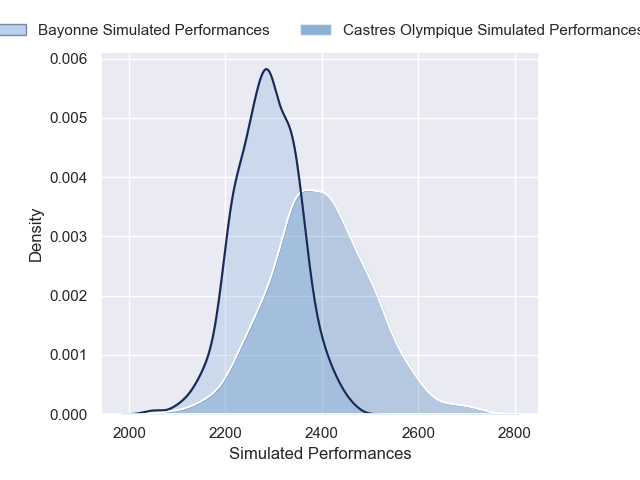 Bayonne Simulated Performances
Castres Olympique Simulated Performances
0.006
0.005
0.004
0.003
0.002
0.001
0.000
Density
2000 2200 2400 2600 2800
Simulated Performances